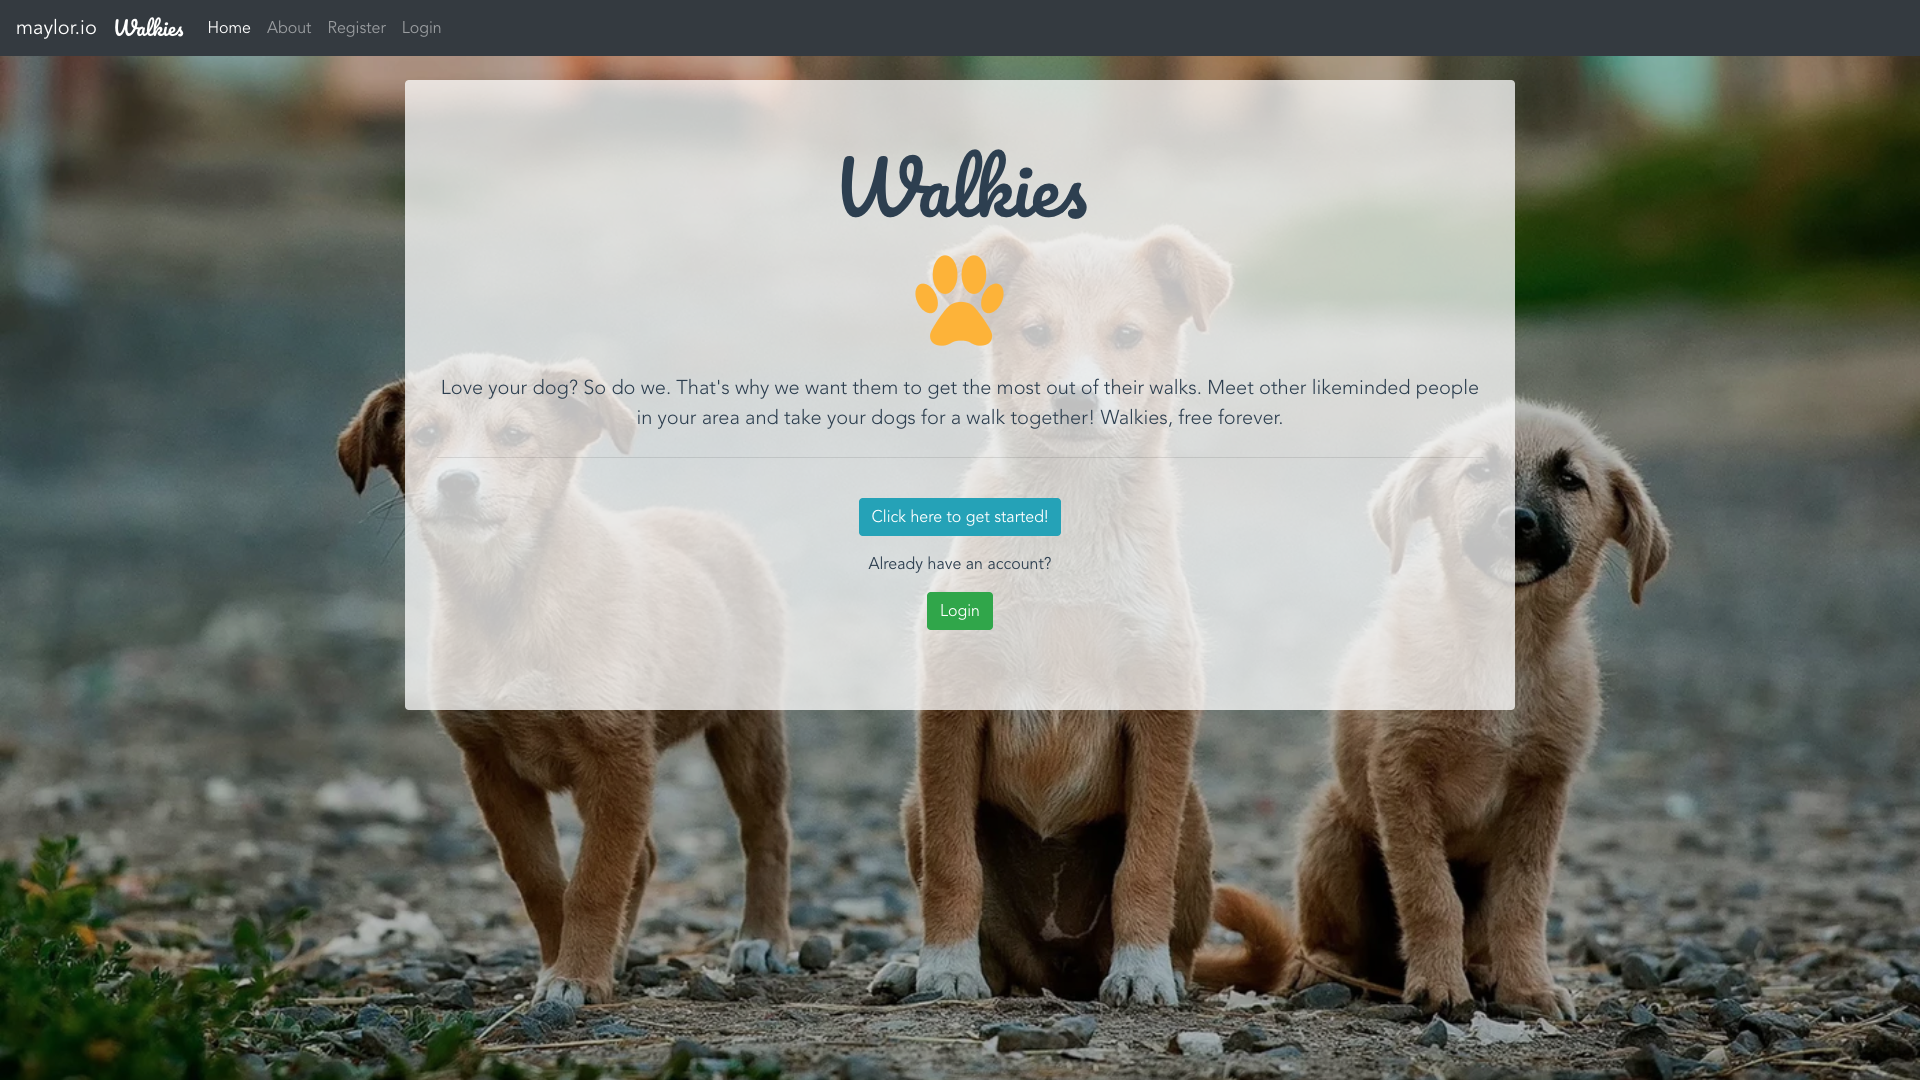 maylor.io Walkies Home About Register Login
Walkies
Love your dog? So do we. That's why we want them to get the most out of their walks. Meet other likeminded people
in your area and take your dogs for a walk together! Walkies, free forever.
Click here to get started!
Already have an account?
Login